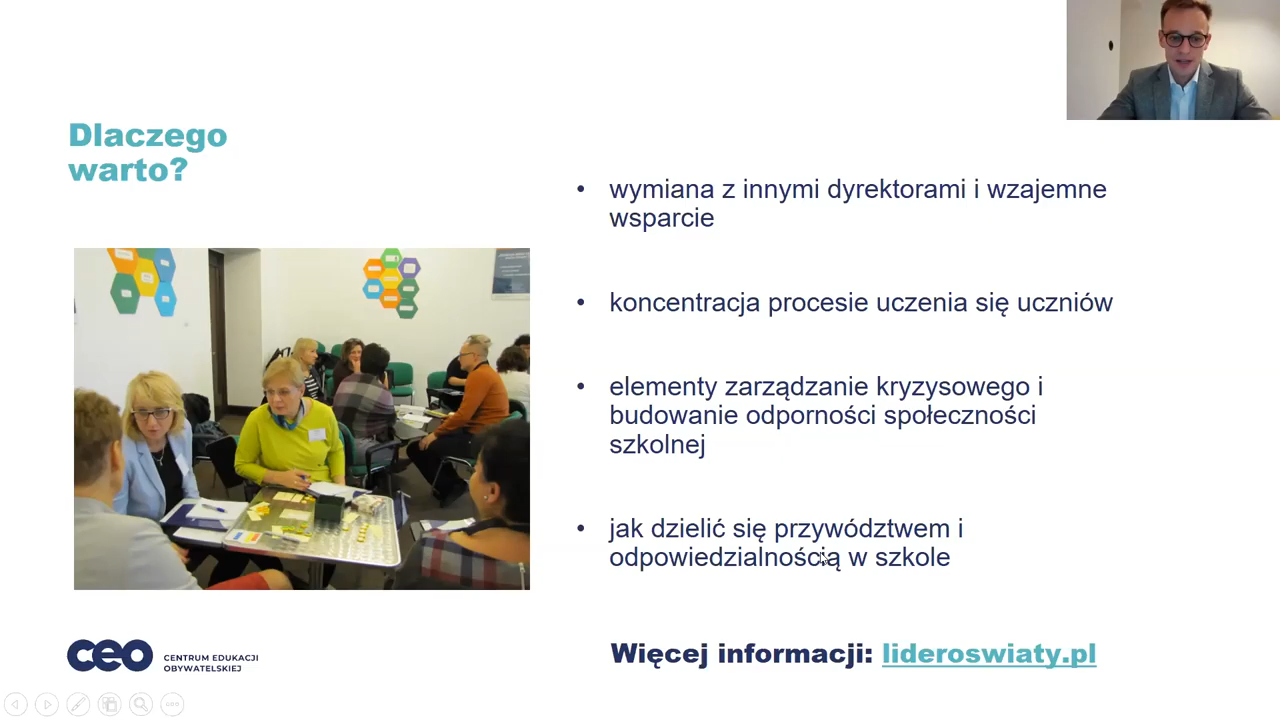 Dlaczego
warto?
• wymiana z innymi dyrektorami i wzajemne
wsparcie
• koncentracja procesie uczenia się uczniów
• elementy zarządzanie kryzysowego i
budowanie odporności społeczności
szkolnej
• jak dzielić się przywództwem i
odpowiedzialnością w szkole
ceo CENTRUM EDUKACJI
OBYWATELSKIEJ
Więcej informacji: lideroswiaty.pl